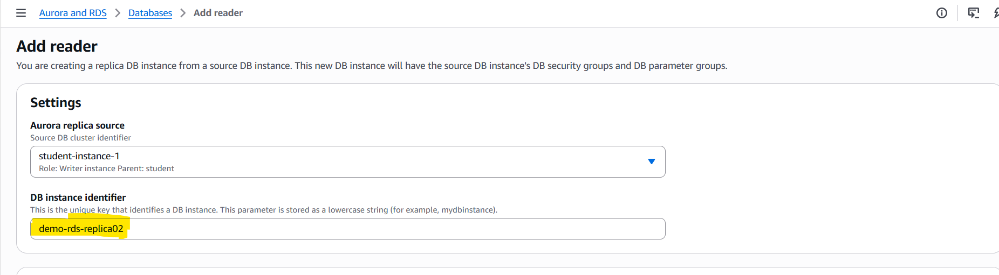 Aurora and RDS > Databases > Add reader
Add reader
You are creating a replica DB instance from a source DB instance. This new DB instance will have the source DB instance's DB security groups and DB parameter groups.
Settings
Aurora replica source
Source DB cluster identifier
student-instance-1
Role: Writer instance Parent: student
DB instance identifier
This is the unique key that identifies a DB instance. This parameter is stored as a lowercase string (for example, mydbinstance).
demo-rds-replica02